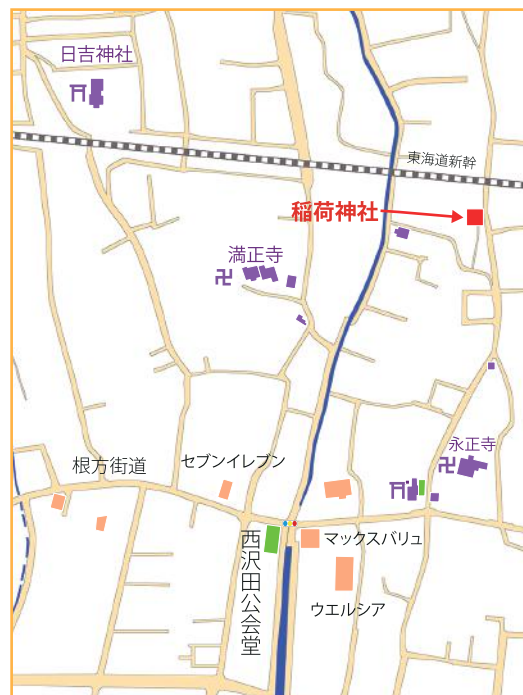 日吉神社
東海道新幹
稲荷神社
満正寺
永正寺
根方街道
セブンイレブン
マックスバリュ
西沢田公会堂
ウエルシア